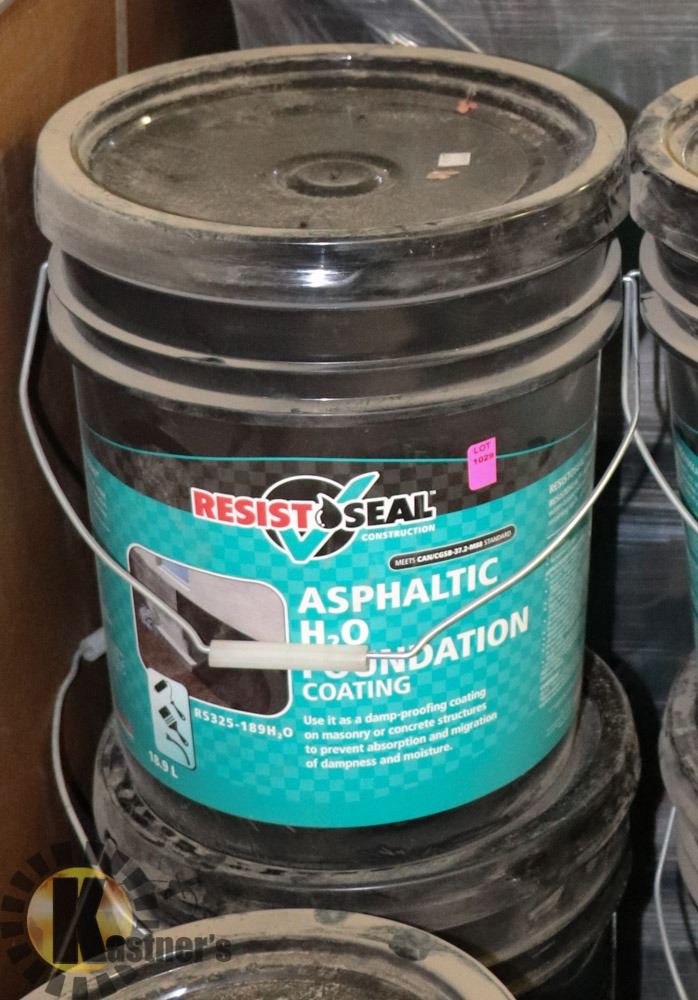 LOT
1029
RESISTOSEAL™
CONSTRUCTION
MEETS CAN/CGSB-37.2-M88 STANDARD
ASPHALTIC
H₂O
FOUNDATION
COATING
RS325-189H₂O
Use it as a damp-proofing coating
on masonry or concrete structures
to prevent absorption and migration
of dampness and moisture.
18.9 L
RESISTOSEAL
Kastner's